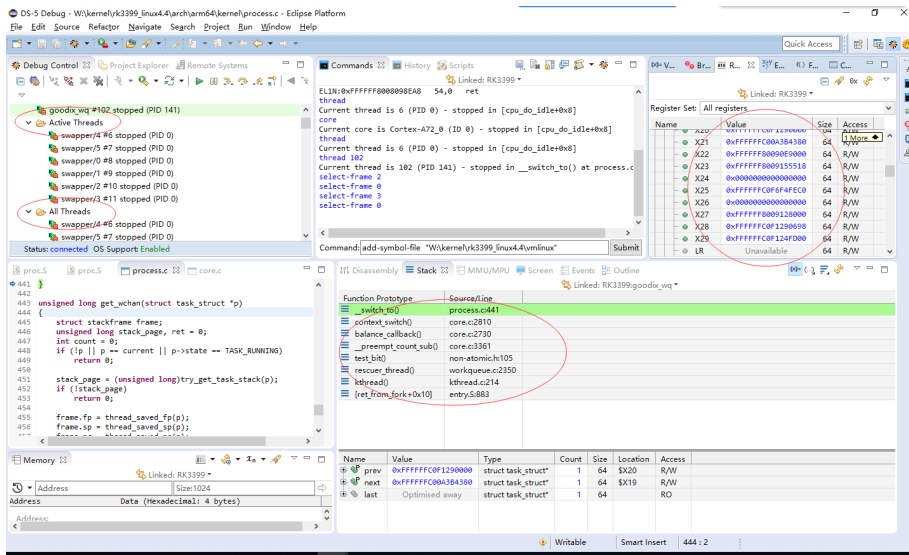 DS-5 Debug - W:\kernel\rk3399_linux4.4\arch\arm64\kernel\process.c - Eclipse Platform
File Edit Source Refactor Navigate Search Project Run Window Help
Quick Access
Debug Control Project Explorer Remote Systems
goodix_wq #102 stopped (PID 141)
Active Threads
swapper/4 #6 stopped (PID 0)
swapper/5 #7 stopped (PID 0)
swapper/0 #8 stopped (PID 0)
swapper/1 #9 stopped (PID 0)
swapper/2 #10 stopped (PID 0)
swapper/3 #11 stopped (PID 0)
All Threads
swapper/4 #6 stopped (PID 0)
swapper/5 #7 stopped (PID 0)
Status: connected OS Support: Enabled
Commands History Scripts
Linked: RK3399
EL1N:0xFFFFFF8008098EA8 54,0 ret
thread
Current thread is 6 (PID 0) - stopped in [cpu_do_idle+0x8]
core
Current core is Cortex-A72_0 (ID 0) - stopped in [cpu_do_idle+0x8]
thread
Current thread is 6 (PID 0) - stopped in [cpu_do_idle+0x8]
thread 102
Current thread is 102 (PID 141) - stopped in __switch_to() at process.c
select-frame 2
select-frame 0
select-frame 3
select-frame 0
Command: add-symbol-file "W:\kernel\rk3399_linux4.4\vmlinux" Submit
V... Br... R... E... F... C...
Linked: RK3399
Register Set: All registers
Name Value Size Access
X20 0xFFFFFFC0F1290000 64 R/W
1 More
X21 0xFFFFFFC00A3B4380 64 R/W
X22 0xFFFFFF80090E9000 64 R/W
X23 0xFFFFFF8009155518 64 R/W
X24 0x0000000000000000 64 R/W
X25 0xFFFFFFC0F6F4FEC0 64 R/W
X26 0x0000000000000000 64 R/W
X27 0xFFFFFF8009128000 64 R/W
X28 0xFFFFFFC0F1290698 64 R/W
X29 0xFFFFFFC0F124FD00 64 R/W
LR Unavailable 64 R/W
proc.S proc.S process.c core.c
441 }
442
443 unsigned long get_wchan(struct task_struct *p)
444 {
445 struct stackframe frame;
446 unsigned long stack_page, ret = 0;
447 int count = 0;
448 if (!p || p == current || p->state == TASK_RUNNING)
449 return 0;
450
451 stack_page = (unsigned long)try_get_task_stack(p);
452 if (!stack_page)
453 return 0;
454
455 frame.fp = thread_saved_fp(p);
456 frame.sp = thread_saved_sp(p);
Disassembly Stack MMU/MPU Screen Events Outline
Linked: RK3399:goodix_wq
Function Prototype Source/Line
__switch_to() process.c:441
context_switch() core.c:2810
balance_callback() core.c:2730
__preempt_count_sub() core.c:3361
test_bit() non-atomic.h:105
rescuer_thread() workqueue.c:2350
kthread() kthread.c:214
[ret_from_fork+0x10] entry.S:883
Memory
Linked: RK3399
Address Size:1024
Address Data (Hexadecimal: 4 bytes)
Address:
Name Value Type Count Size Location Access
prev 0xFFFFFFC0F1290000 struct task_struct* 1 64 $X20 R/W
next 0xFFFFFFC00A3B4380 struct task_struct* 1 64 $X19 R/W
last Optimised away struct task_struct* 1 64 RO
Writable Smart Insert 444 : 2